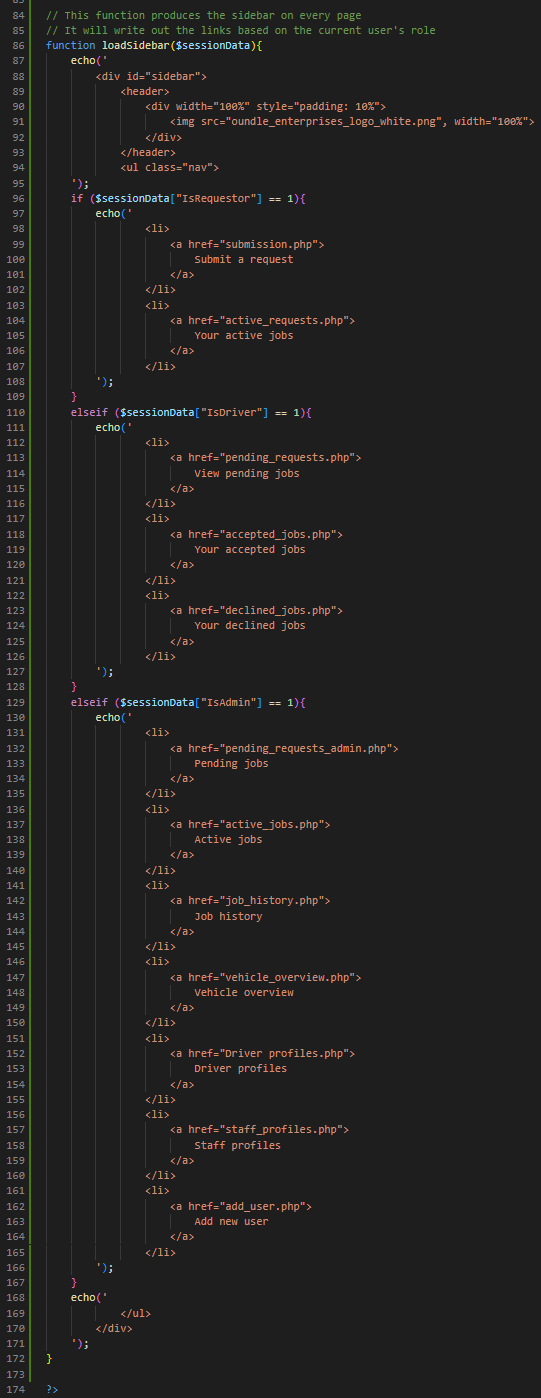 84 // This function produces the sidebar on every page
85 // It will write out the links based on the current user's role
86 function loadSidebar($sessionData){
87 echo('
88 <div id="sidebar">
89 <header>
90 <div width="100%" style="padding: 10%">
91 <img src="oundle_enterprises_logo_white.png", width="100%">
92 </div>
93 </header>
94 <ul class="nav">
95 ');
96 if ($sessionData["IsRequestor"] == 1){
97 echo('
98 <li>
99 <a href="submission.php">
100 Submit a request
101 </a>
102 </li>
103 <li>
104 <a href="active_requests.php">
105 Your active jobs
106 </a>
107 </li>
108 ');
109 }
110 elseif ($sessionData["IsDriver"] == 1){
111 echo('
112 <li>
113 <a href="pending_requests.php">
114 View pending jobs
115 </a>
116 </li>
117 <li>
118 <a href="accepted_jobs.php">
119 Your accepted jobs
120 </a>
121 </li>
122 <li>
123 <a href="declined_jobs.php">
124 Your declined jobs
125 </a>
126 </li>
127 ');
128 }
129 elseif ($sessionData["IsAdmin"] == 1){
130 echo('
131 <li>
132 <a href="pending_requests_admin.php">
133 Pending jobs
134 </a>
135 </li>
136 <li>
137 <a href="active_jobs.php">
138 Active jobs
139 </a>
140 </li>
141 <li>
142 <a href="job_history.php">
143 Job history
144 </a>
145 </li>
146 <li>
147 <a href="vehicle_overview.php">
148 Vehicle overview
149 </a>
150 </li>
151 <li>
152 <a href="Driver profiles.php">
153 Driver profiles
154 </a>
155 </li>
156 <li>
157 <a href="staff_profiles.php">
158 Staff profiles
159 </a>
160 </li>
161 <li>
162 <a href="add_user.php">
163 Add new user
164 </a>
165 </li>
166 ');
167 }
168 echo('
169 </ul>
170 </div>
171 ');
172 }
173
174 ?>